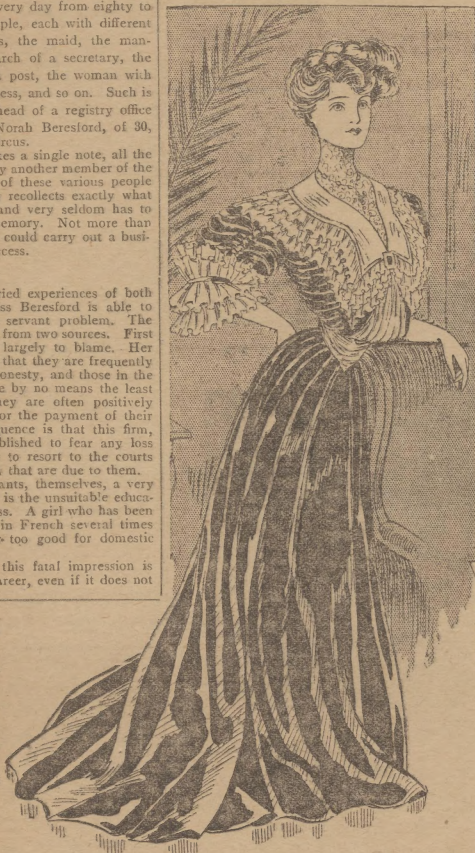 very day from eighty to
ple, each with different
s, the maid, the man-
rch of a secretary, the
post, the woman with
ess, and so on. Such is
head of a registry office
Norah Beresford, of 30,
rcus.
kes a single note, all the
y another member of the
of these various people
recollects exactly what
and very seldom has to
emory. Not more than
could carry out a busi-
ccess.
ried experiences of both
ss Beresford is able to
servant problem. The
from two sources. First
largely to blame. Her
that they are frequently
onesty, and those in the
e by no means the least
hey are often positively
or the payment of their
quence is that this firm,
blished to fear any loss
to resort to the courts
that are due to them.
ants, themselves, a very
is the unsuitable educa-
ss. A girl who has been
in French several times
too good for domestic
this fatal impression is
areer, even if it does not